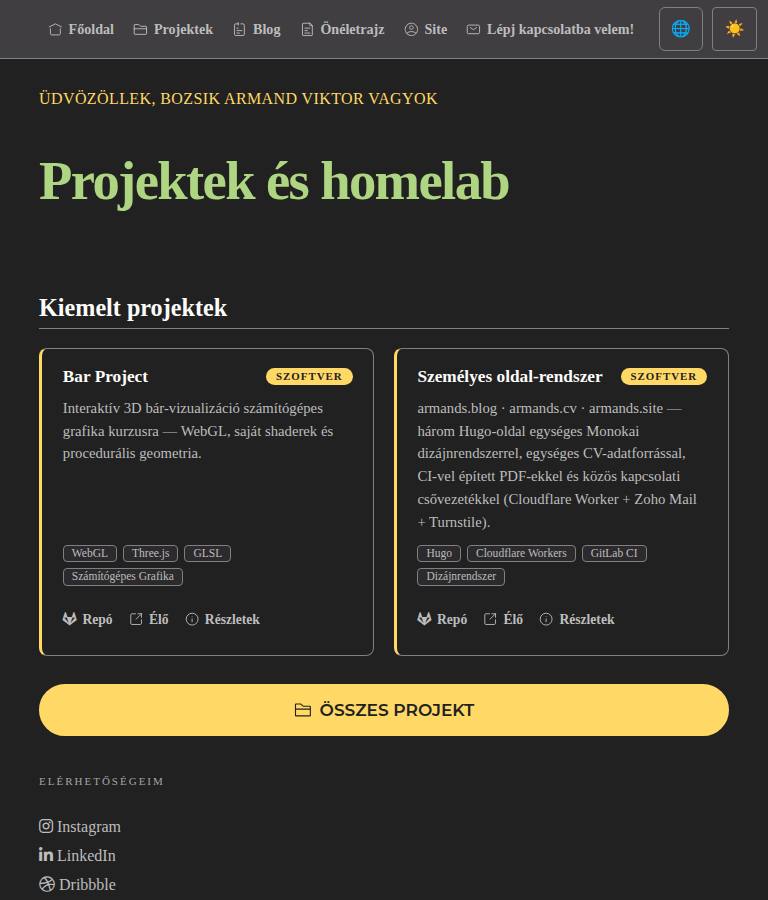 Főoldal Projektek Blog Önéletrajz Site Lépj kapcsolatba velem!
ÜDVÖZÖLLEK, BOZSIK ARMAND VIKTOR VAGYOK
Projektek és homelab
Kiemelt projektek
Bar Project SZOFTVER
Interaktív 3D bár-vizualizáció számítógépes
grafika kurzusra — WebGL, saját shaderek és
procedurális geometria.
WebGL Three.js GLSL
Számítógépes Grafika
Repó Élő Részletek
Személyes oldal-rendszer SZOFTVER
armands.blog · armands.cv · armands.site —
három Hugo-oldal egységes Monokai
dizájnrendszerrel, egységes CV-adatforrással,
CI-vel épített PDF-ekkel és közös kapcsolati
csővezetékkel (Cloudflare Worker + Zoho Mail
+ Turnstile).
Hugo Cloudflare Workers GitLab CI
Dizájnrendszer
Repó Élő Részletek
ÖSSZES PROJEKT
ELÉRHETŐSÉGEIM
Instagram
LinkedIn
Dribbble